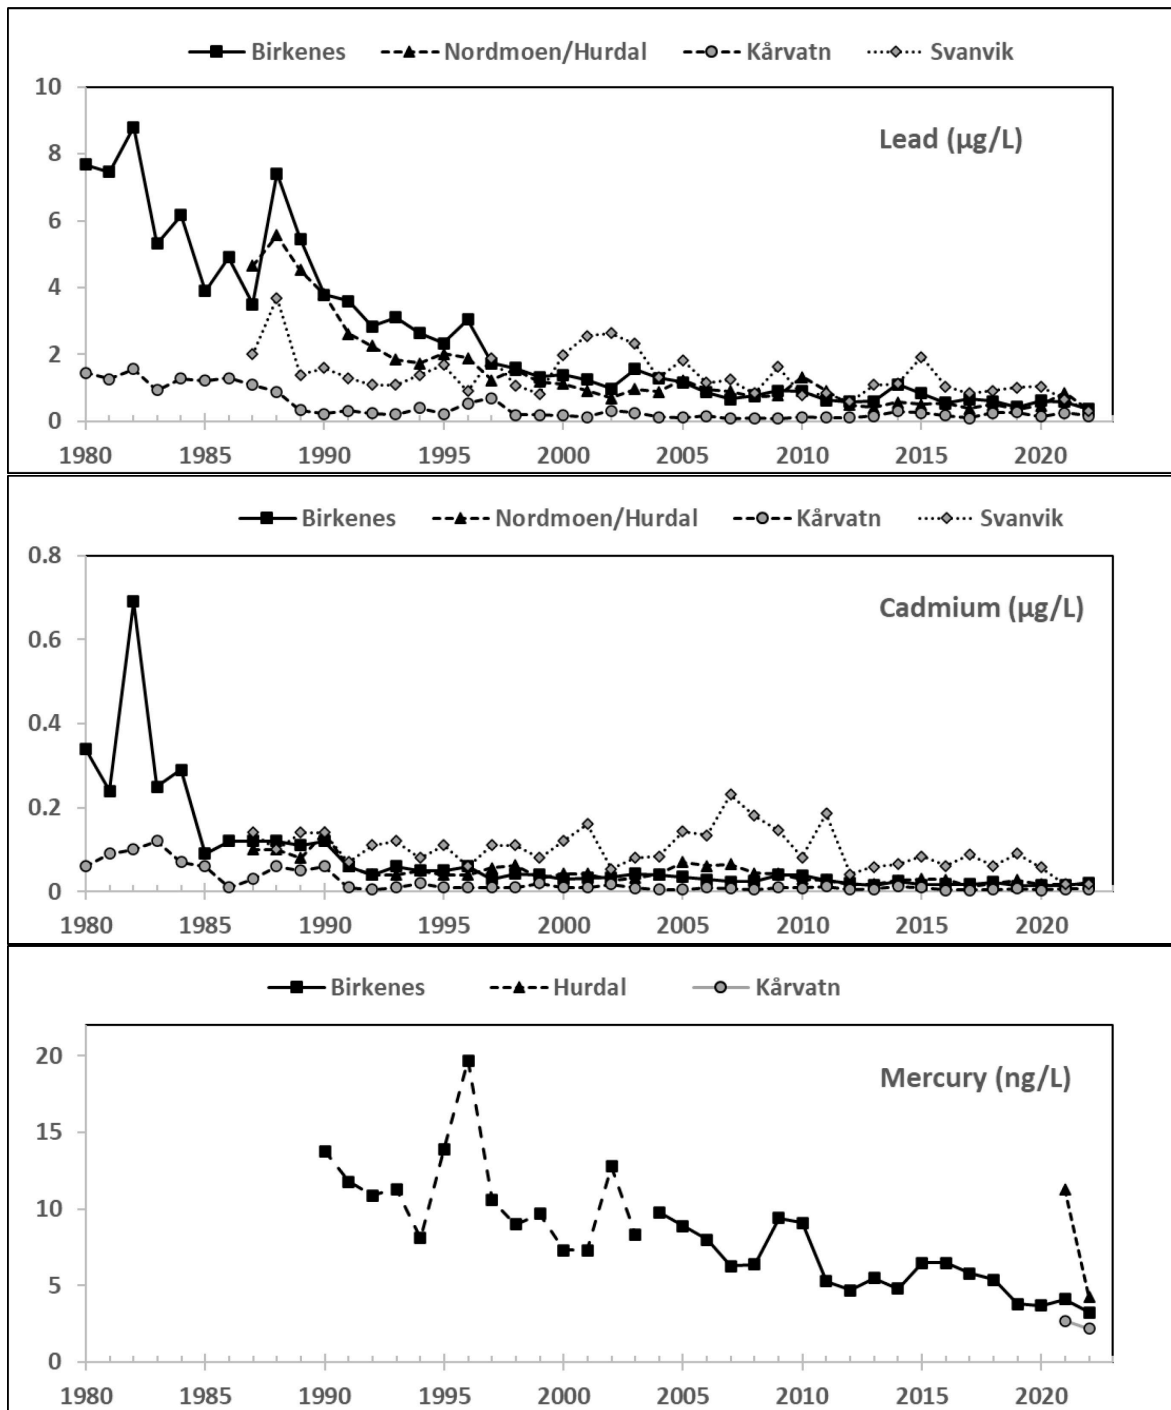 Birkenes Nordmoen/Hurdal Kårvatn Svanvik
10
Lead (µg/L)
8
6
4
2
0
1980 1985 1990 1995 2000 2005 2010 2015 2020
Birkenes Nordmoen/Hurdal Kårvatn Svanvik
0.8
Cadmium (µg/L)
0.6
0.4
0.2
0
1980 1985 1990 1995 2000 2005 2010 2015 2020
Birkenes Hurdal Kårvatn
20
Mercury (ng/L)
15
10
5
0
1980 1985 1990 1995 2000 2005 2010 2015 2020